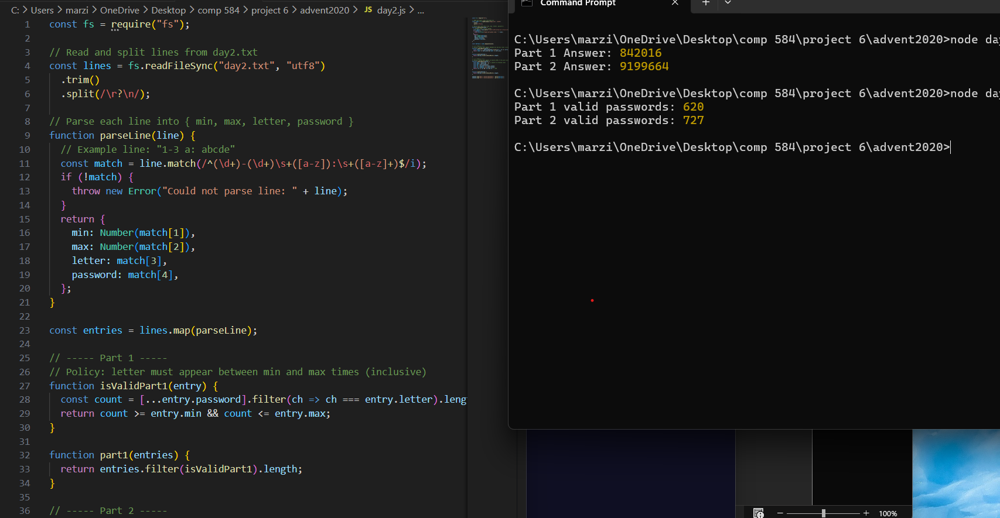 C: > Users > marzi > OneDrive > Desktop > comp 584 > project 6 > advent2020 > JS day2.js > ...
1 const fs = require("fs");
2
3 // Read and split lines from day2.txt
4 const lines = fs.readFileSync("day2.txt", "utf8")
5   .trim()
6   .split(/\r?\n/);
7
8 // Parse each line into { min, max, letter, password }
9 function parseLine(line) {
10   // Example line: "1-3 a: abcde"
11   const match = line.match(/^(\d+)-(\d+)\s+([a-z]):\s+([a-z]+)$/i);
12   if (!match) {
13     throw new Error("Could not parse line: " + line);
14   }
15   return {
16     min: Number(match[1]),
17     max: Number(match[2]),
18     letter: match[3],
19     password: match[4],
20   };
21 }
22
23 const entries = lines.map(parseLine);
24
25 // ----- Part 1 -----
26 // Policy: letter must appear between min and max times (inclusive)
27 function isValidPart1(entry) {
28   const count = [...entry.password].filter(ch => ch === entry.letter).leng
29   return count >= entry.min && count <= entry.max;
30 }
31
32 function part1(entries) {
33   return entries.filter(isValidPart1).length;
34 }
35
36 // ----- Part 2 -----
Command Prompt
C:\Users\marzi\OneDrive\Desktop\comp 584\project 6\advent2020>node da
Part 1 Answer: 842016
Part 2 Answer: 9199664
C:\Users\marzi\OneDrive\Desktop\comp 584\project 6\advent2020>node da
Part 1 valid passwords: 620
Part 2 valid passwords: 727
C:\Users\marzi\OneDrive\Desktop\comp 584\project 6\advent2020>
100%